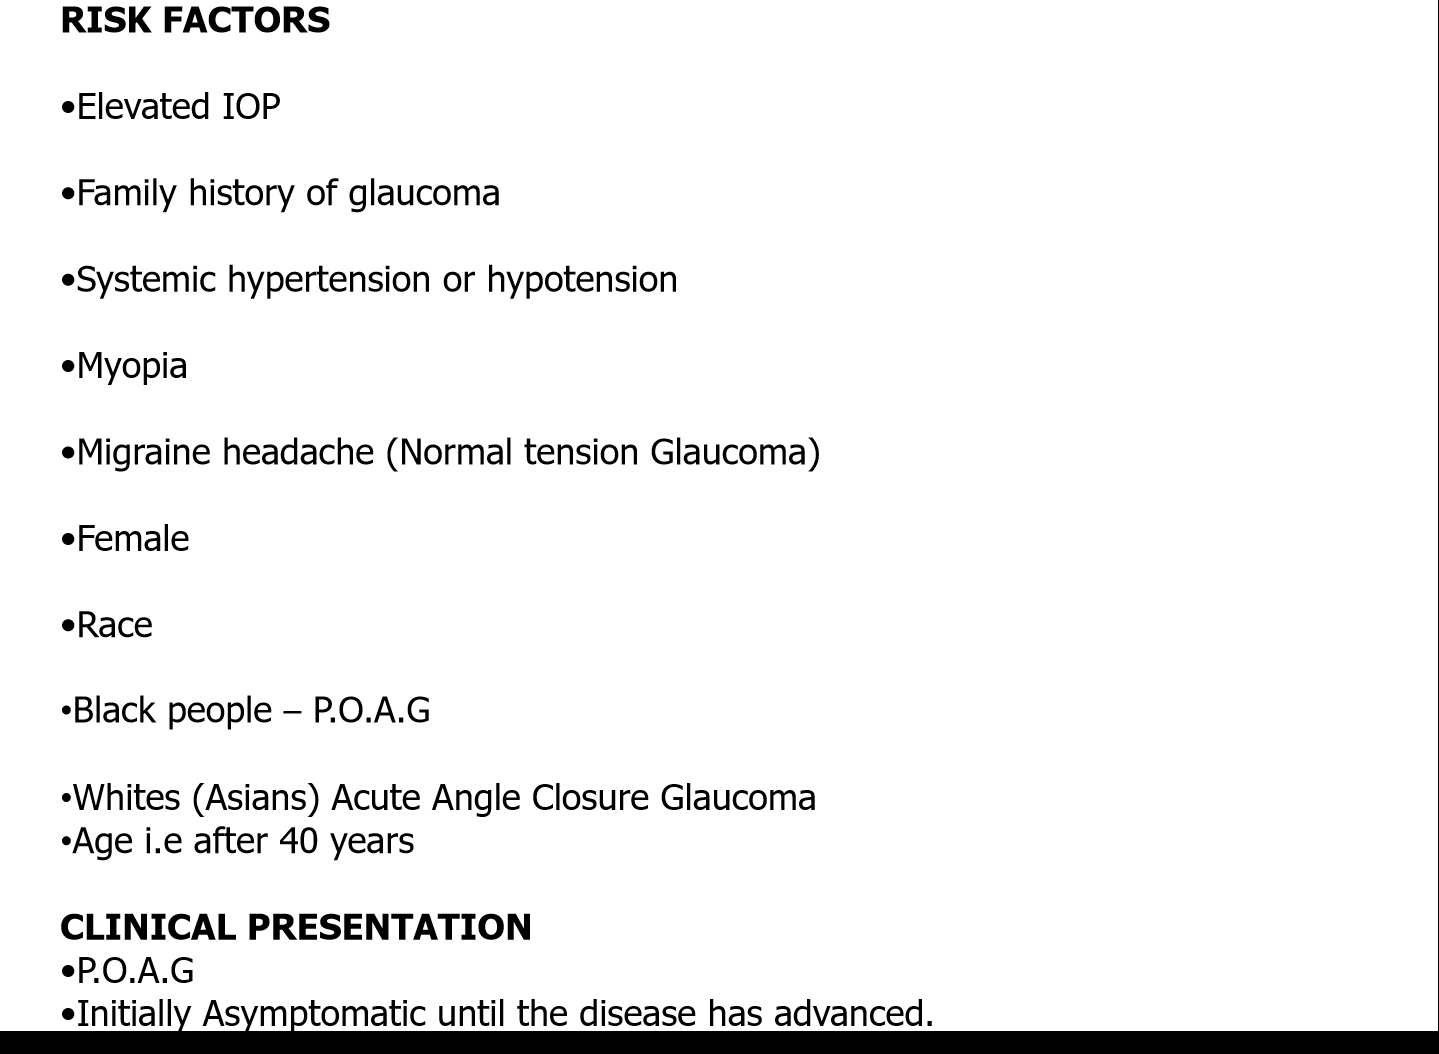 RISK FACTORS
•Elevated IOP
•Family history of glaucoma
•Systemic hypertension or hypotension
•Myopia
•Migraine headache (Normal tension Glaucoma)
•Female
•Race
•Black people – P.O.A.G
•Whites (Asians) Acute Angle Closure Glaucoma
•Age i.e after 40 years
CLINICAL PRESENTATION
•P.O.A.G
•Initially Asymptomatic until the disease has advanced.